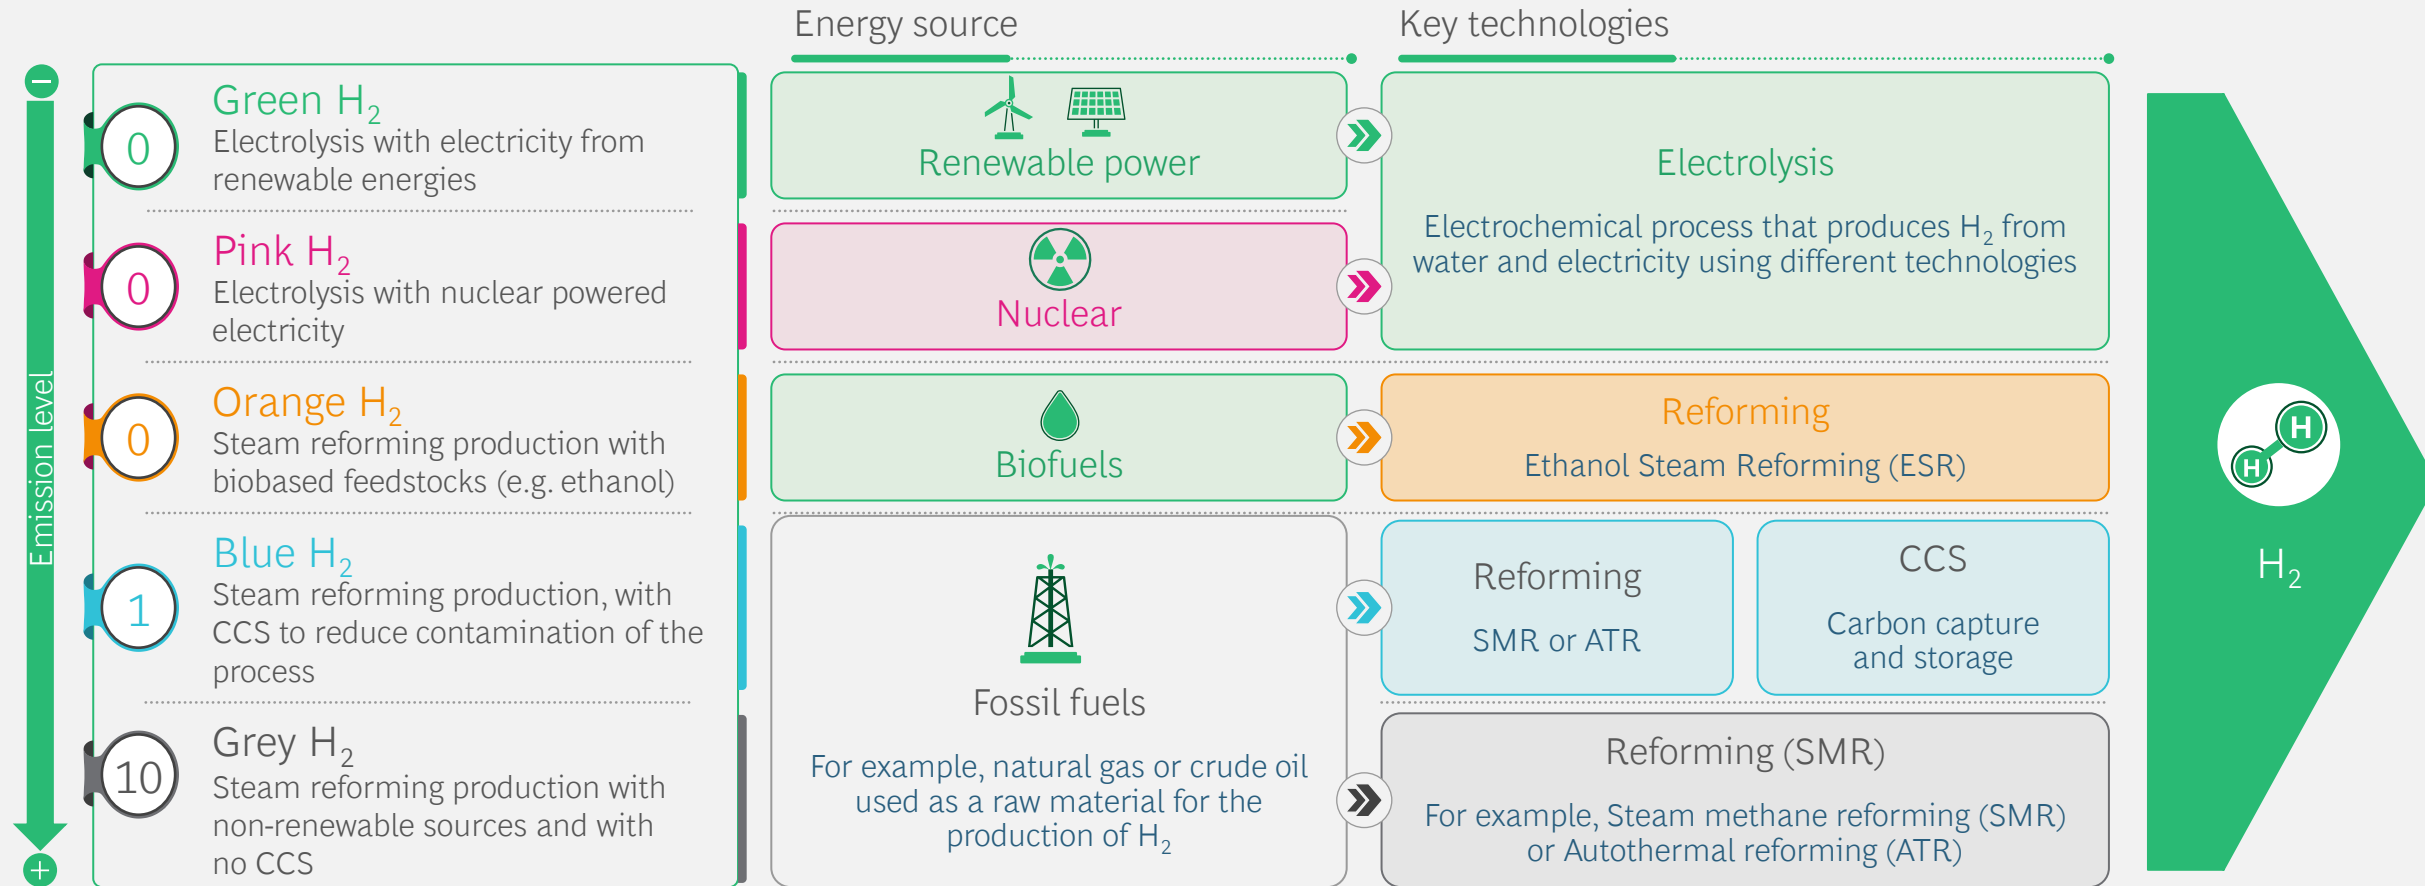 Energy source
Key technologies
Emission level
0
Green H₂
Electrolysis with electricity from
renewable energies
Renewable power
Electrolysis
Electrochemical process that produces H₂ from
water and electricity using different technologies
0
Pink H₂
Electrolysis with nuclear powered
electricity
Nuclear
0
Orange H₂
Steam reforming production with
biobased feedstocks (e.g. ethanol)
Biofuels
Reforming
Ethanol Steam Reforming (ESR)
1
Blue H₂
Steam reforming production, with
CCS to reduce contamination of the
process
Fossil fuels
For example, natural gas or crude oil
used as a raw material for the
production of H₂
Reforming
SMR or ATR
CCS
Carbon capture
and storage
10
Grey H₂
Steam reforming production with
non-renewable sources and with
no CCS
Reforming (SMR)
For example, Steam methane reforming (SMR)
or Autothermal reforming (ATR)
H
H
H₂